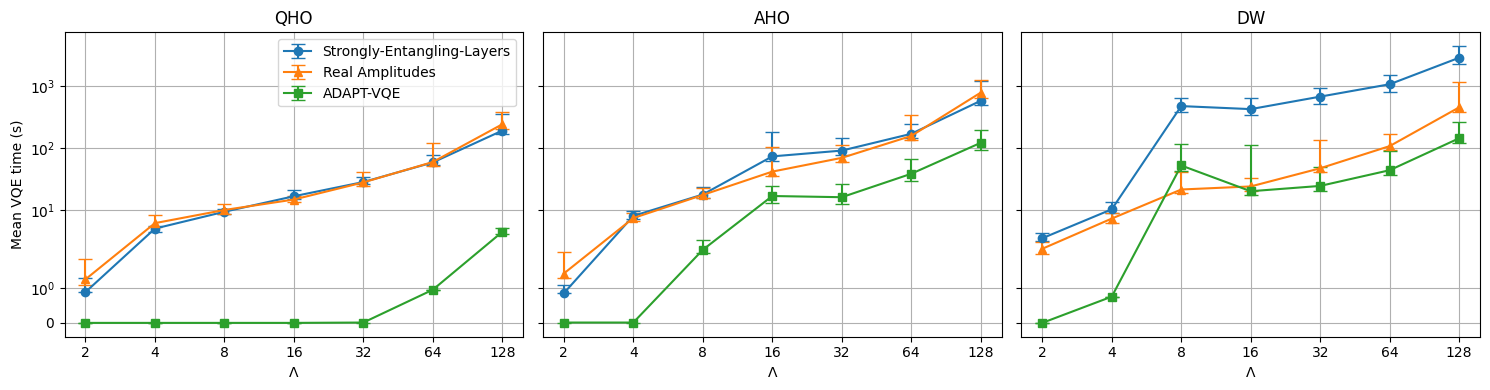 QHO
AHO
DW
Mean VQE time (s)
Strongly-Entangling-Layers
Real Amplitudes
ADAPT-VQE
10³
10²
10¹
10⁰
0
2 4 8 16 32 64 128
2 4 8 16 32 64 128
2 4 8 16 32 64 128
Λ
Λ
Λ